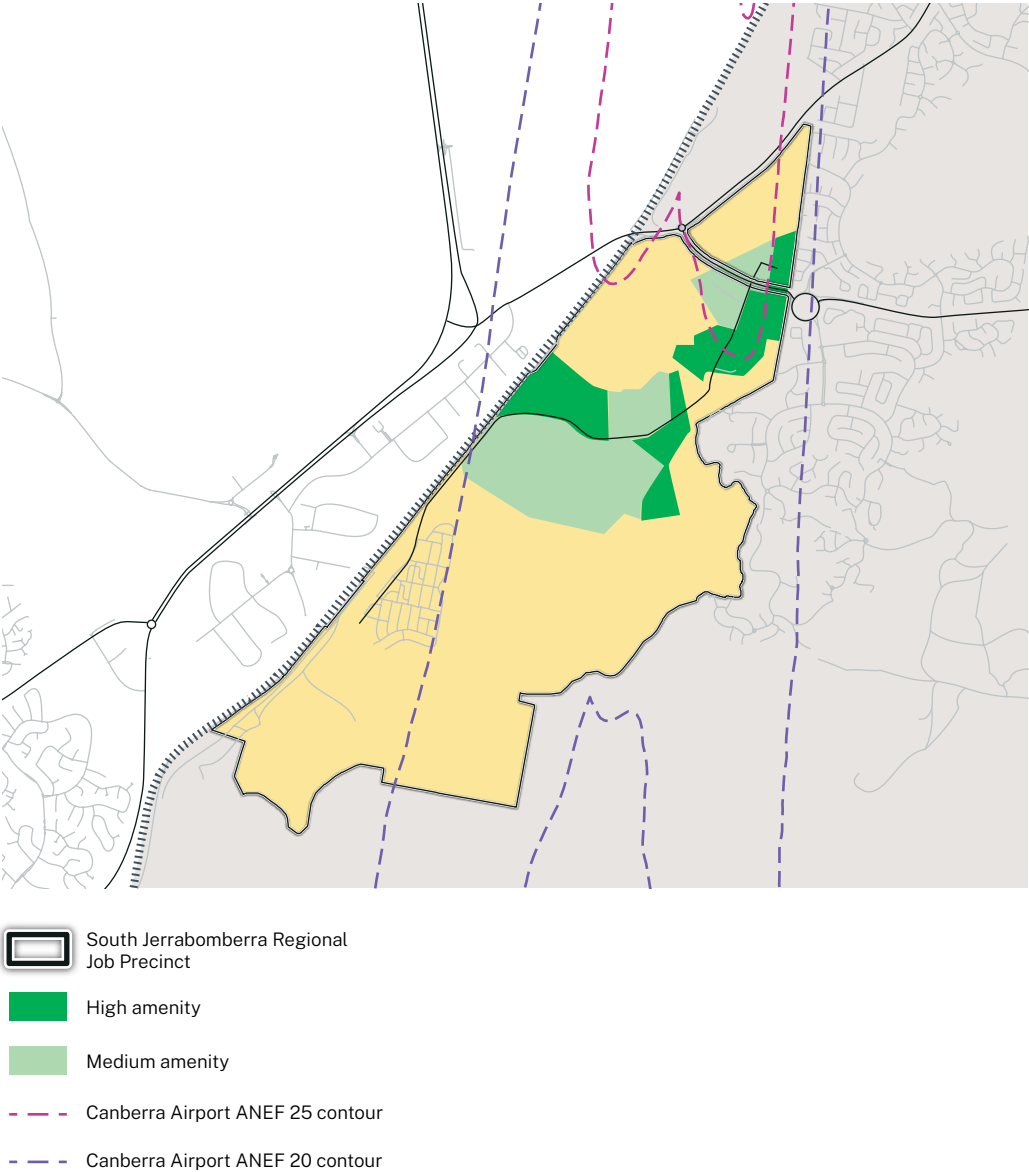 South Jerrabomberra Regional
Job Precinct
High amenity
Medium amenity
Canberra Airport ANEF 25 contour
Canberra Airport ANEF 20 contour